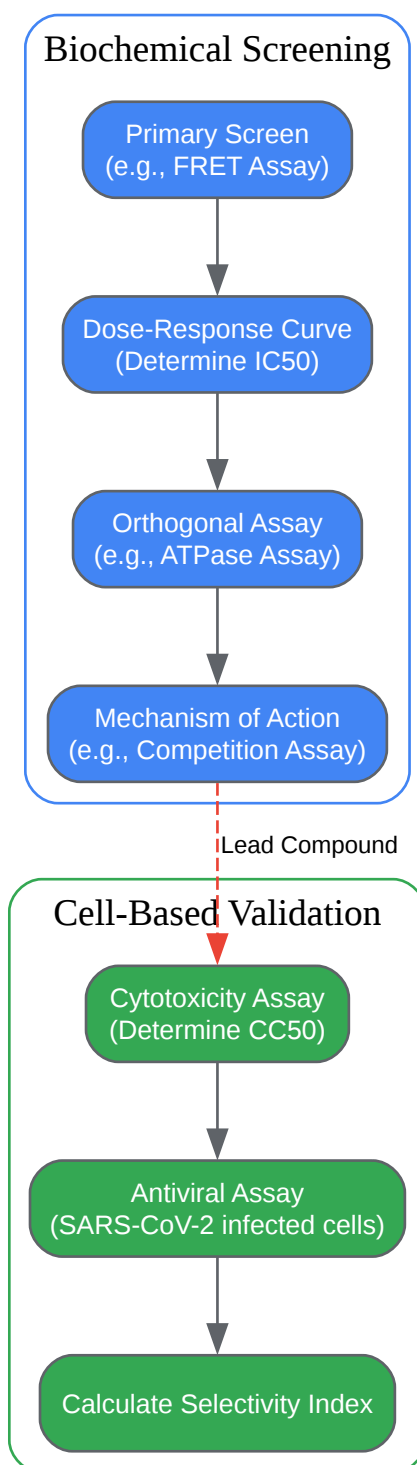 Biochemical Screening
Primary Screen
(e.g., FRET Assay)
Dose-Response Curve
(Determine IC50)
Orthogonal Assay
(e.g., ATPase Assay)
Mechanism of Action
(e.g., Competition Assay)
Lead Compound
Cell-Based Validation
Cytotoxicity Assay
(Determine CC50)
Antiviral Assay
(SARS-CoV-2 infected cells)
Calculate Selectivity Index